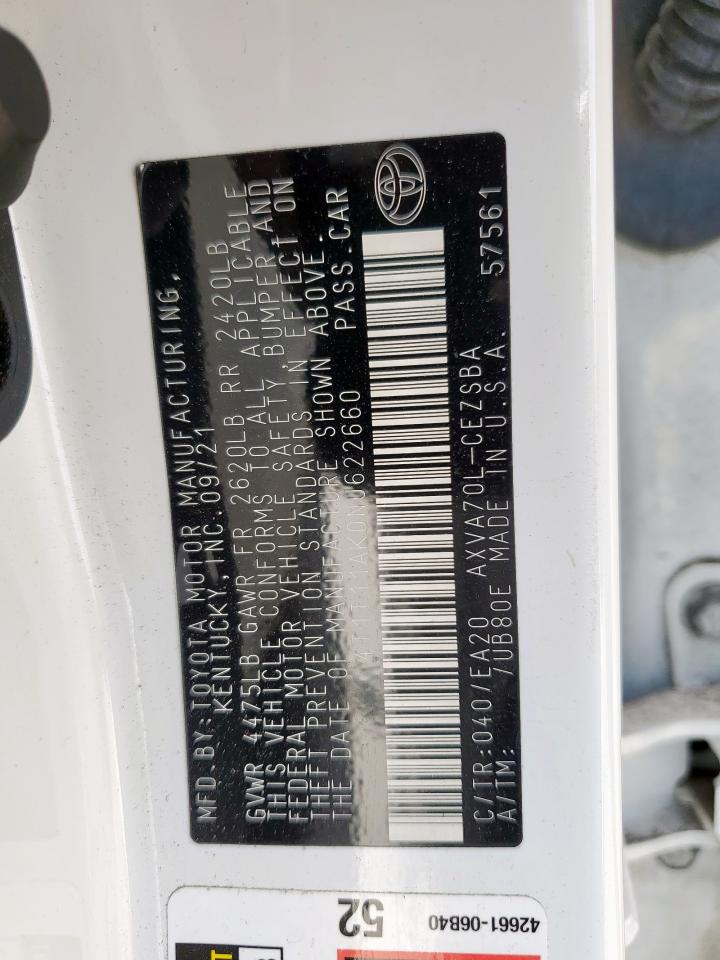 MFD. BY: TOYOTA MOTOR MANUFACTURING,
KENTUCKY, INC. 09/21
GVWR 4475LB GAWR FR 2620LB RR 2420LB
THIS VEHICLE CONFORMS TO ALL APPLICABLE
FEDERAL MOTOR VEHICLE SAFETY, BUMPER, AND
THEFT PREVENTION STANDARDS IN EFFECT ON
THE DATE OF MANUFACTURE SHOWN ABOVE.
4T1T11AK0NU622660 PASS. CAR
C/TR:040/EA20 AXVA70L-CEZSBA
A/TM: /UB80E MADE IN U.S.A. 57561
52
42661-06B40